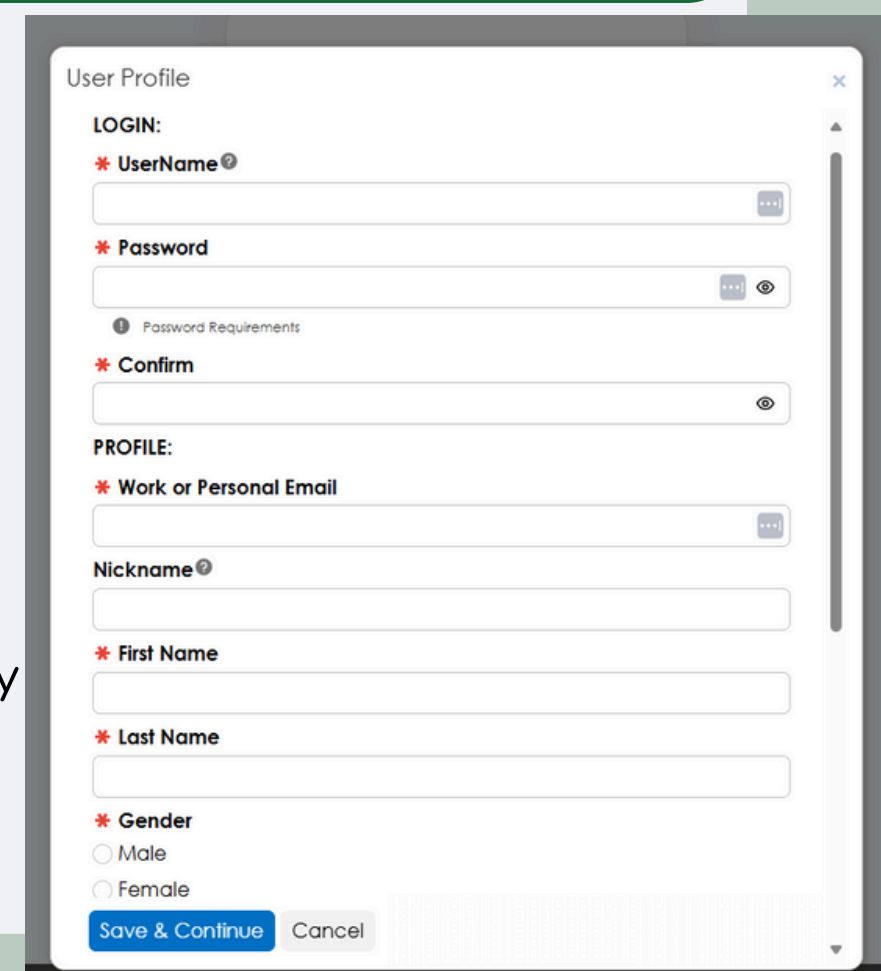 User Profile
LOGIN:
* UserName
* Password
Password Requirements
* Confirm
PROFILE:
* Work or Personal Email
Nickname
* First Name
y
* Last Name
* Gender
Male
Female
Save & Continue Cancel